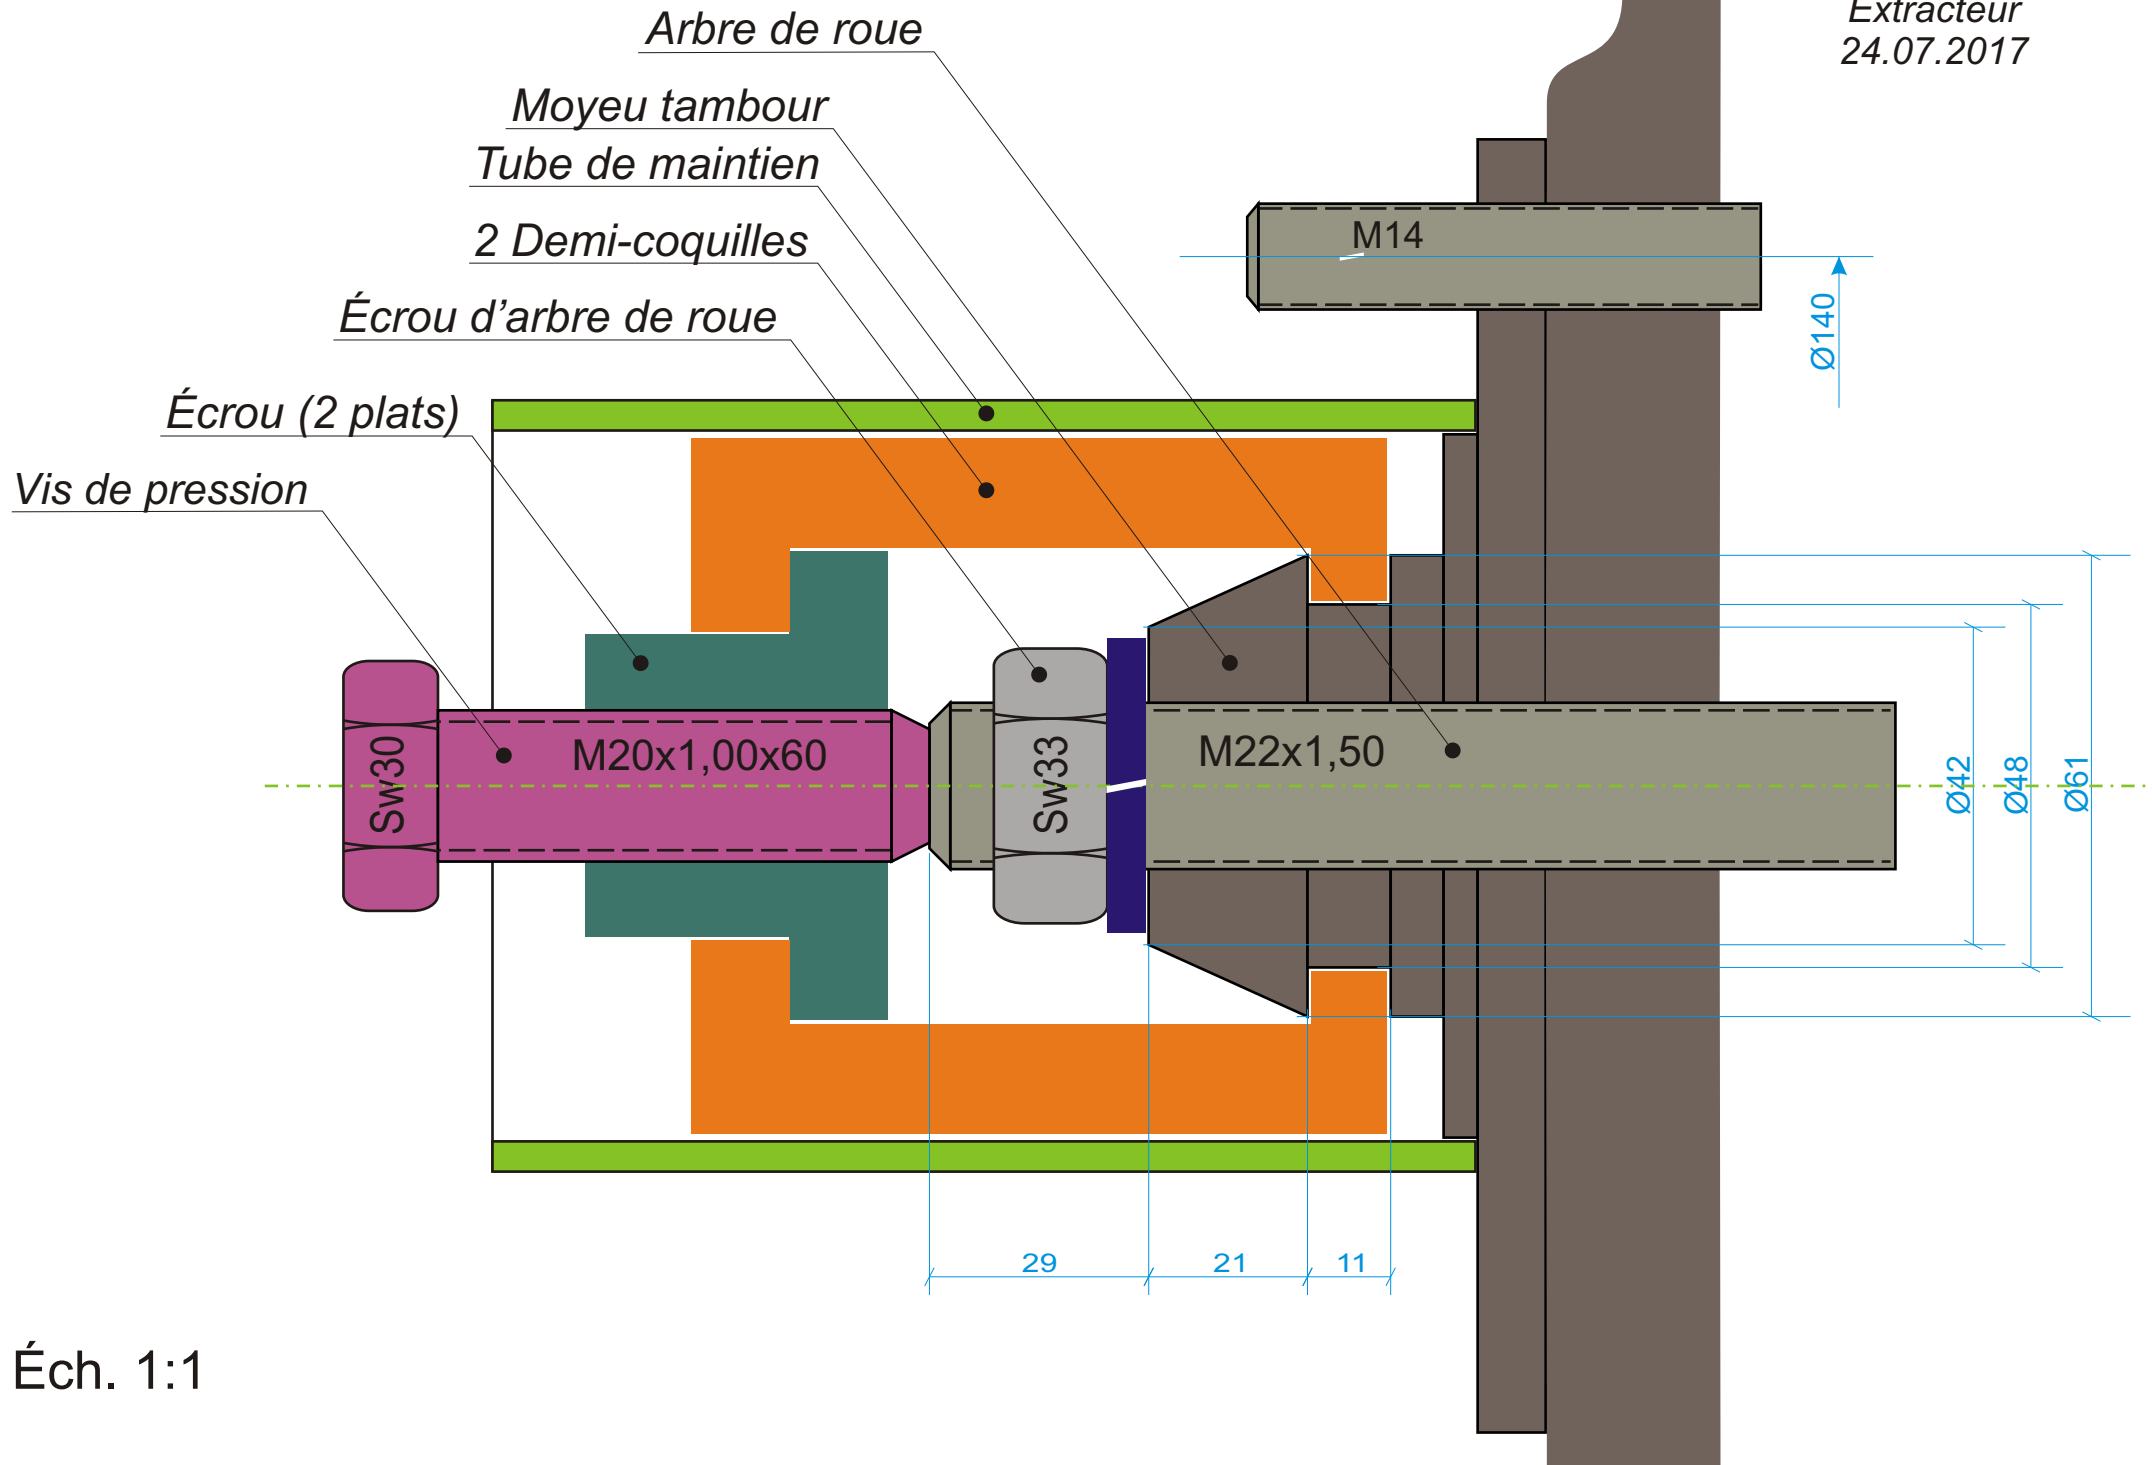 Extracteur
24.07.2017
Arbre de roue
Moyeu tambour
Tube de maintien
2 Demi-coquilles
Écrou d’arbre de roue
Écrou (2 plats)
Vis de pression
M14
Ø140
Sw30
M20x1,00x60
Sw33
M22x1,50
Ø42
Ø48
Ø61
29
21
11
Éch. 1:1